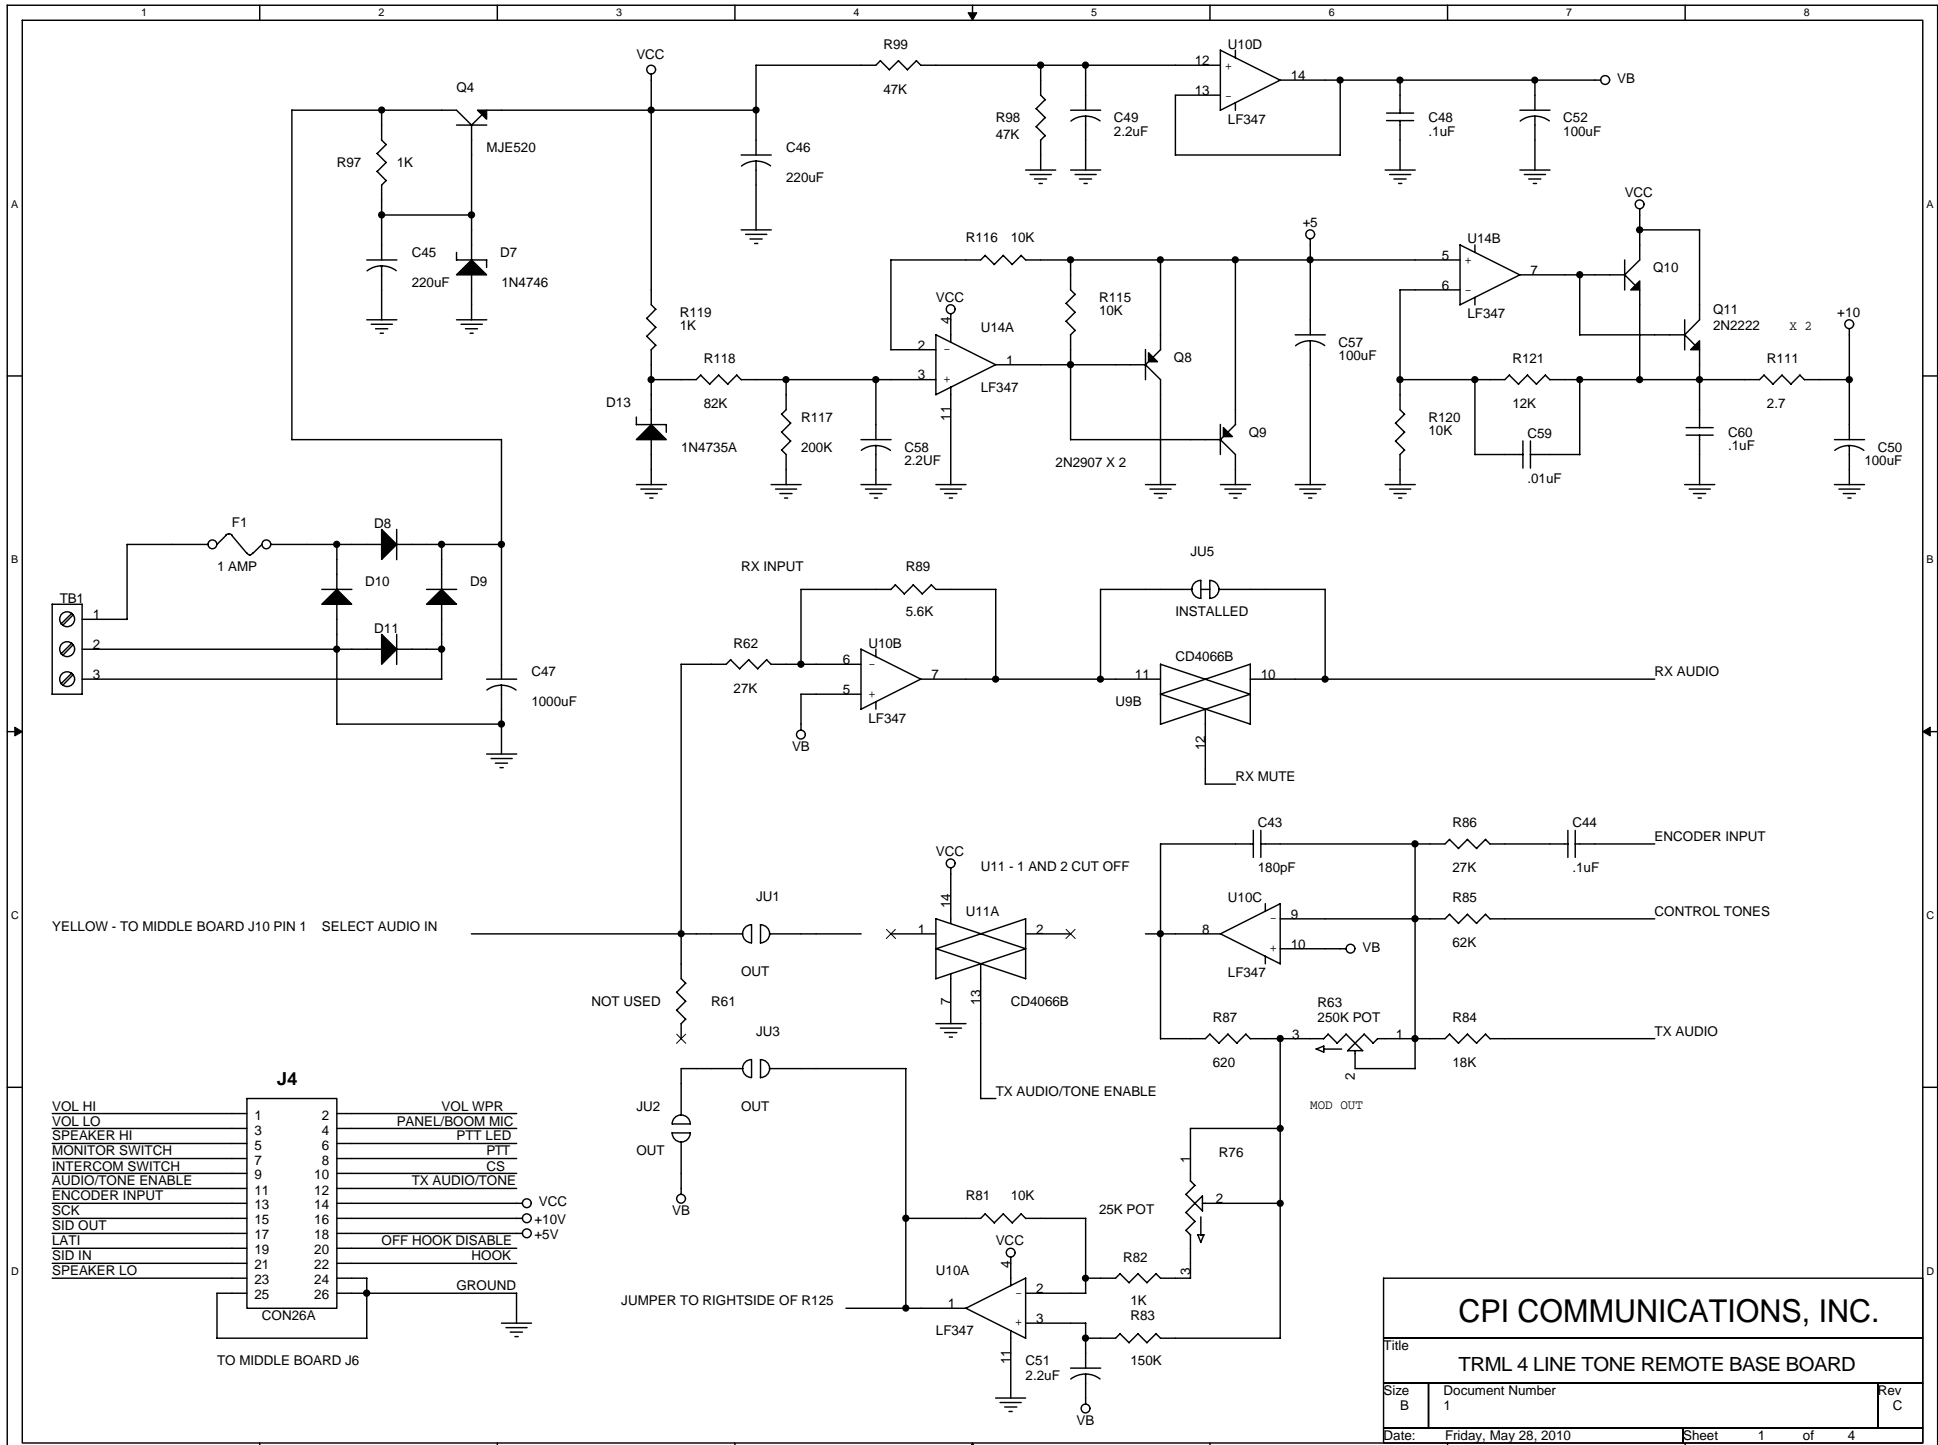 1 2 3 4 5 6 7 8
VCC
R99
47K
U10D
12
13
14
+
-
LF347
VB
Q4
MJE520
R97 1K
R98
47K
C49
2.2uF
C48
.1uF
C52
100uF
C46
220uF
A
A
C45
220uF
D7
1N4746
R116 10K
+5
VCC
U14B
5
6
7
+
-
LF347
Q10
Q11
2N2222 X 2
+10
R119
1K
VCC
4
U14A
2
3
1
-
+
11
LF347
R115
10K
Q8
C57
100uF
R118
82K
R121
12K
R111
2.7
D13
1N4735A
R117
200K
C58
2.2UF
Q9
2N2907 X 2
R120
10K
C59
.01uF
C60
.1uF
C50
100uF
F1
1 AMP
D8
B
B
D10
D9
TB1
1
2
3
D11
C47
1000uF
RX INPUT
R89
5.6K
JU5
INSTALLED
R62
27K
U10B
6
5
7
-
+
LF347
VB
CD4066B
11
10
U9B
12
RX AUDIO
RX MUTE
C43
180pF
R86
27K
C44
.1uF
ENCODER INPUT
VCC
14
U11 - 1 AND 2 CUT OFF
JU1
OUT
U11A
1
2
7
13
CD4066B
U10C
8
9
10
-
+
LF347
VB
R85
62K
CONTROL TONES
C
C
YELLOW - TO MIDDLE BOARD J10 PIN 1 SELECT AUDIO IN
NOT USED
R61
R87
620
R63
250K POT
3
1
2
R84
18K
TX AUDIO
JU3
OUT
JU2
OUT
VB
TX AUDIO/TONE ENABLE
MOD OUT
J4
VOL HI 1 2 VOL WPR
VOL LO 3 4 PANEL/BOOM MIC
SPEAKER HI 5 6 PTT LED
MONITOR SWITCH 7 8 PTT
INTERCOM SWITCH 9 10 CS
AUDIO/TONE ENABLE 11 12 TX AUDIO/TONE
ENCODER INPUT 13 14 VCC
SCK 15 16 +10V
SID OUT 17 18 +5V
LATI 19 20 OFF HOOK DISABLE
SID IN 21 22 HOOK
SPEAKER LO 23 24
25 26 GROUND
CON26A
TO MIDDLE BOARD J6
R76
1
2
3
25K POT
R81 10K
VCC
4
U10A
1
2
3
-
+
11
LF347
R82
1K
R83
150K
C51
2.2uF
VB
JUMPER TO RIGHTSIDE OF R125
D
D
CPI COMMUNICATIONS, INC.
Title
TRML 4 LINE TONE REMOTE BASE BOARD
Size Document Number Rev
B 1 C
Date: Friday, May 28, 2010 Sheet 1 of 4